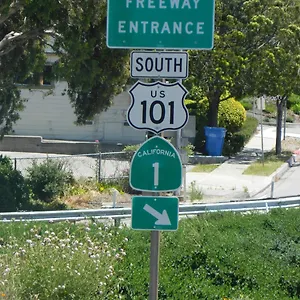 FREEWAY
ENTRANCE
SOUTH
US
101
CALIFORNIA
1